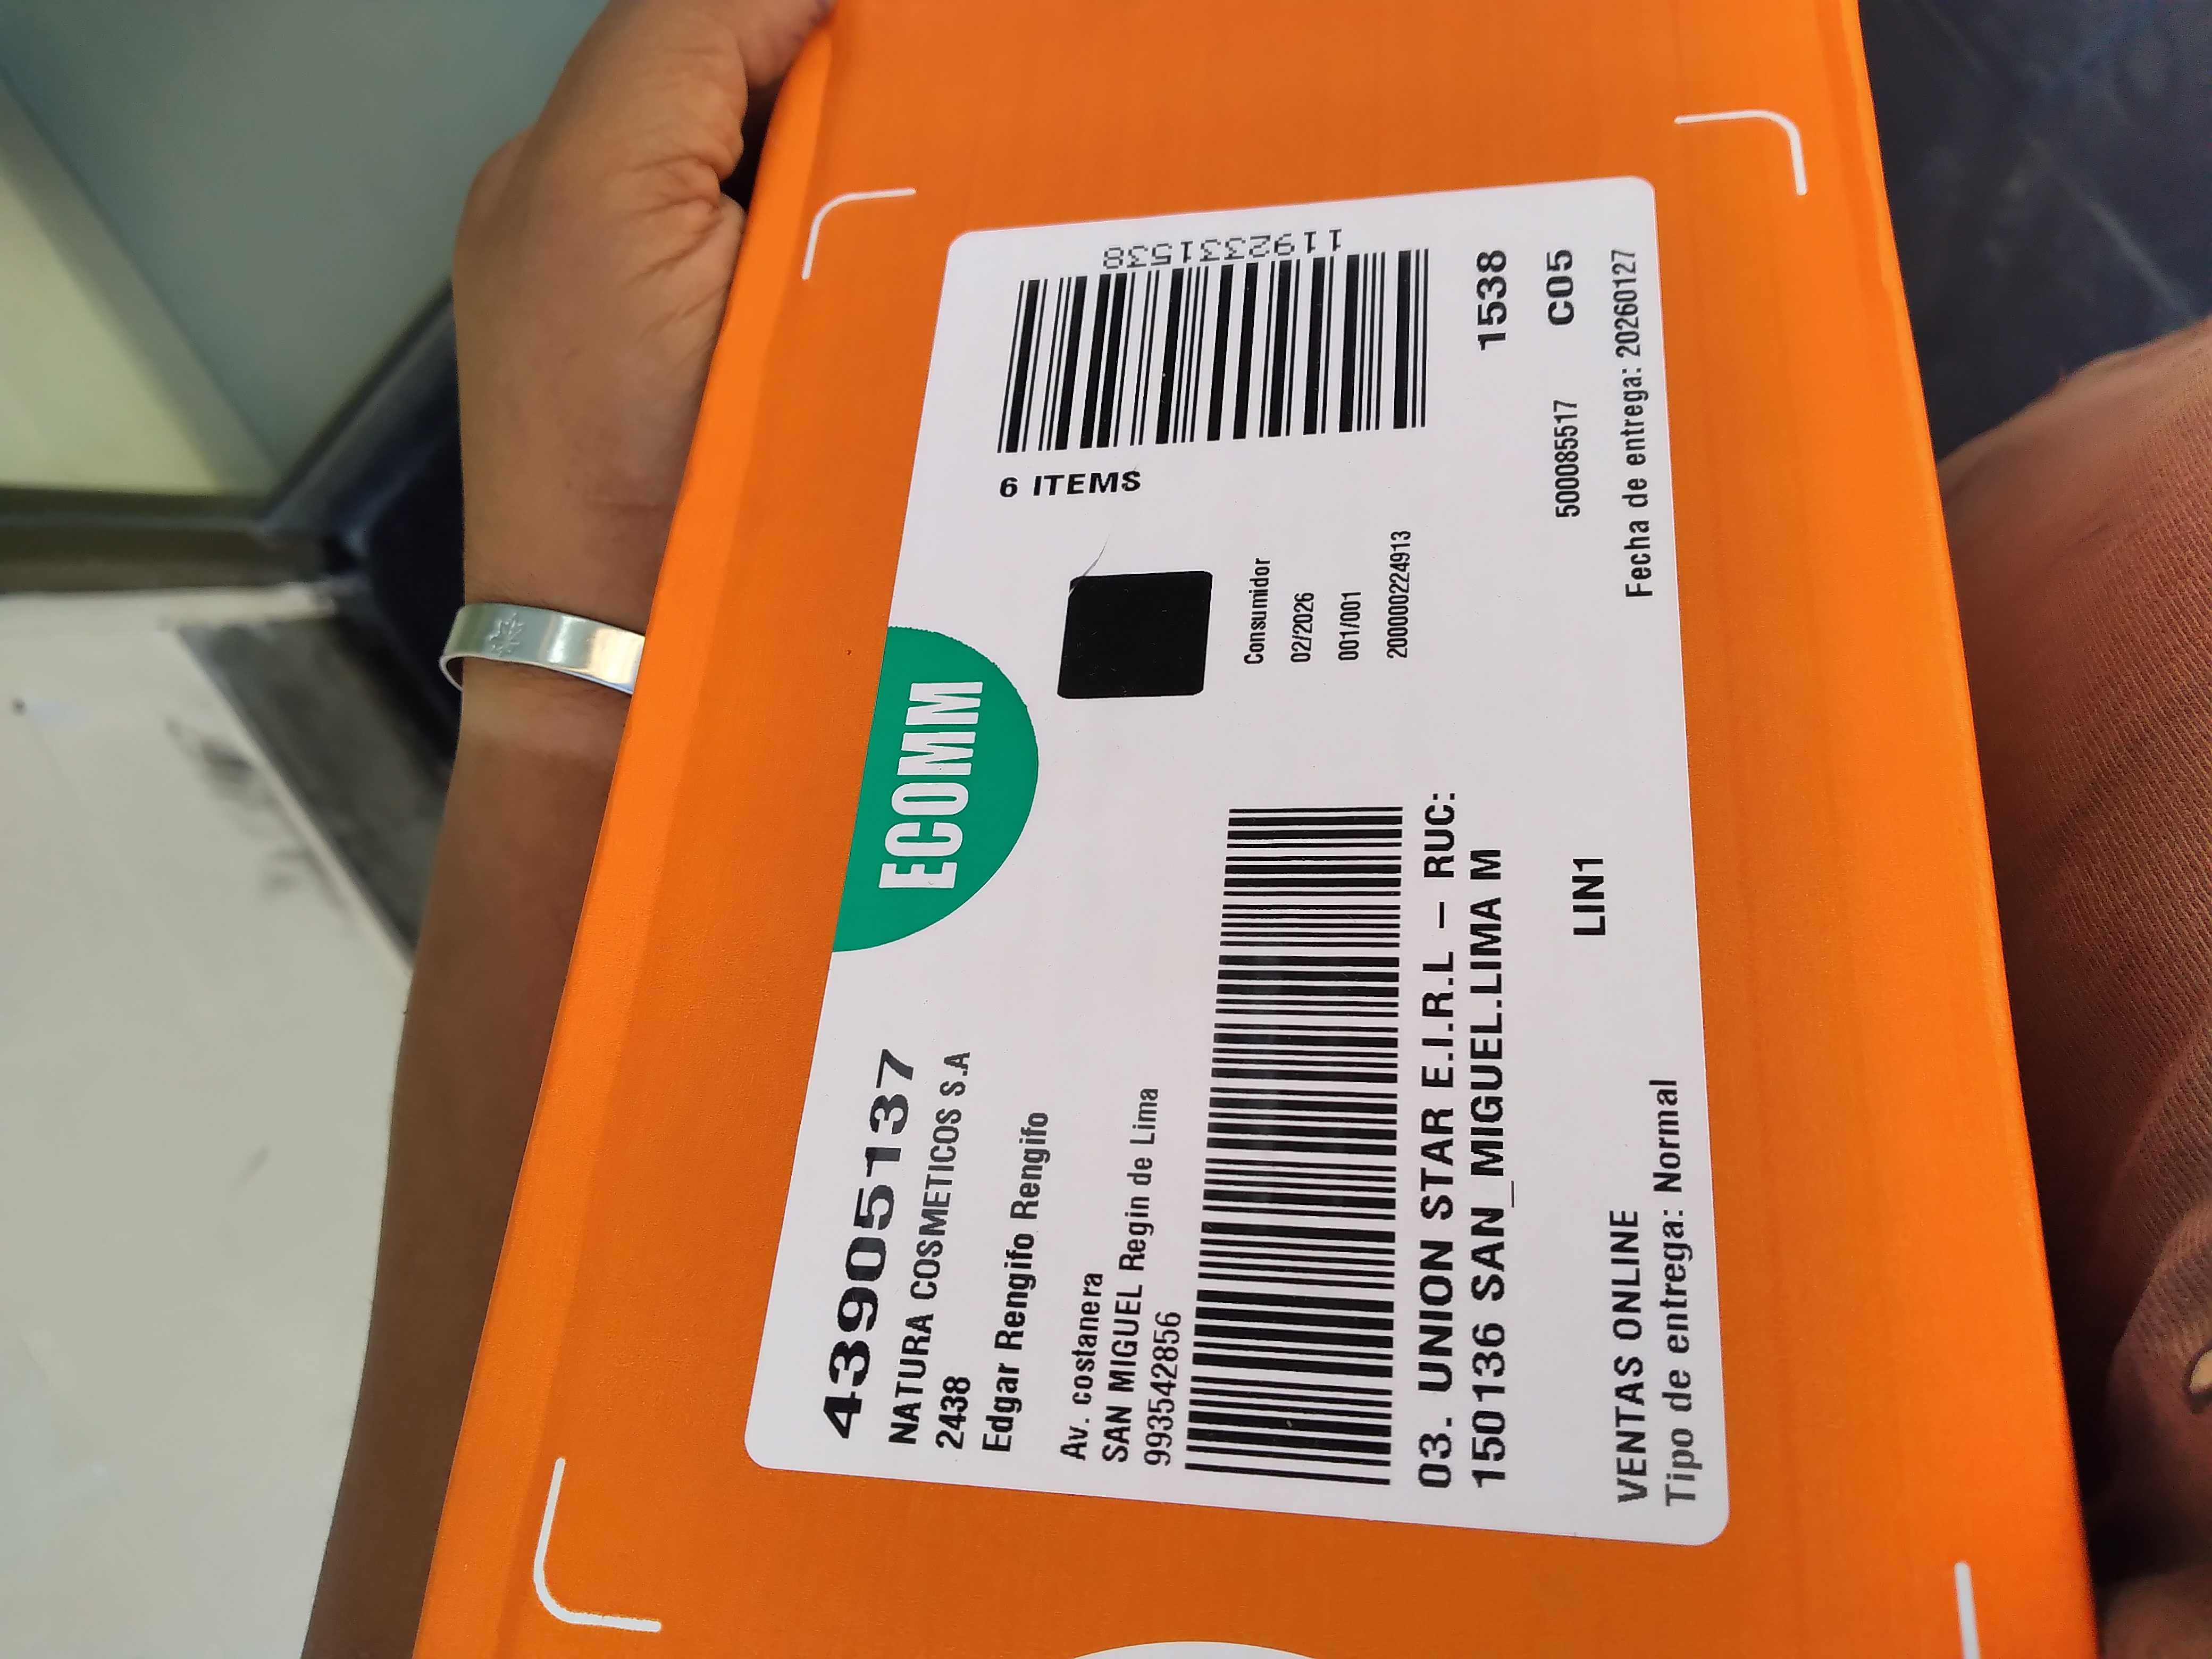 ECOMM
43905137
NATURA COSMETICOS S.A
2438
Edgar Rengifo Rengifo
Av. costanera
SAN MIGUEL Regin de Lima
993542856
03. UNION STAR E.I.R.L – RUC:
150136 SAN_MIGUEL.LIMA M
LIN1
VENTAS ONLINE
Tipo de entrega: Normal
6 ITEMS
1192331538
Consumidor
02/2026
001/001
200000224913
1538
500085517 C05
Fecha de entrega: 20260127